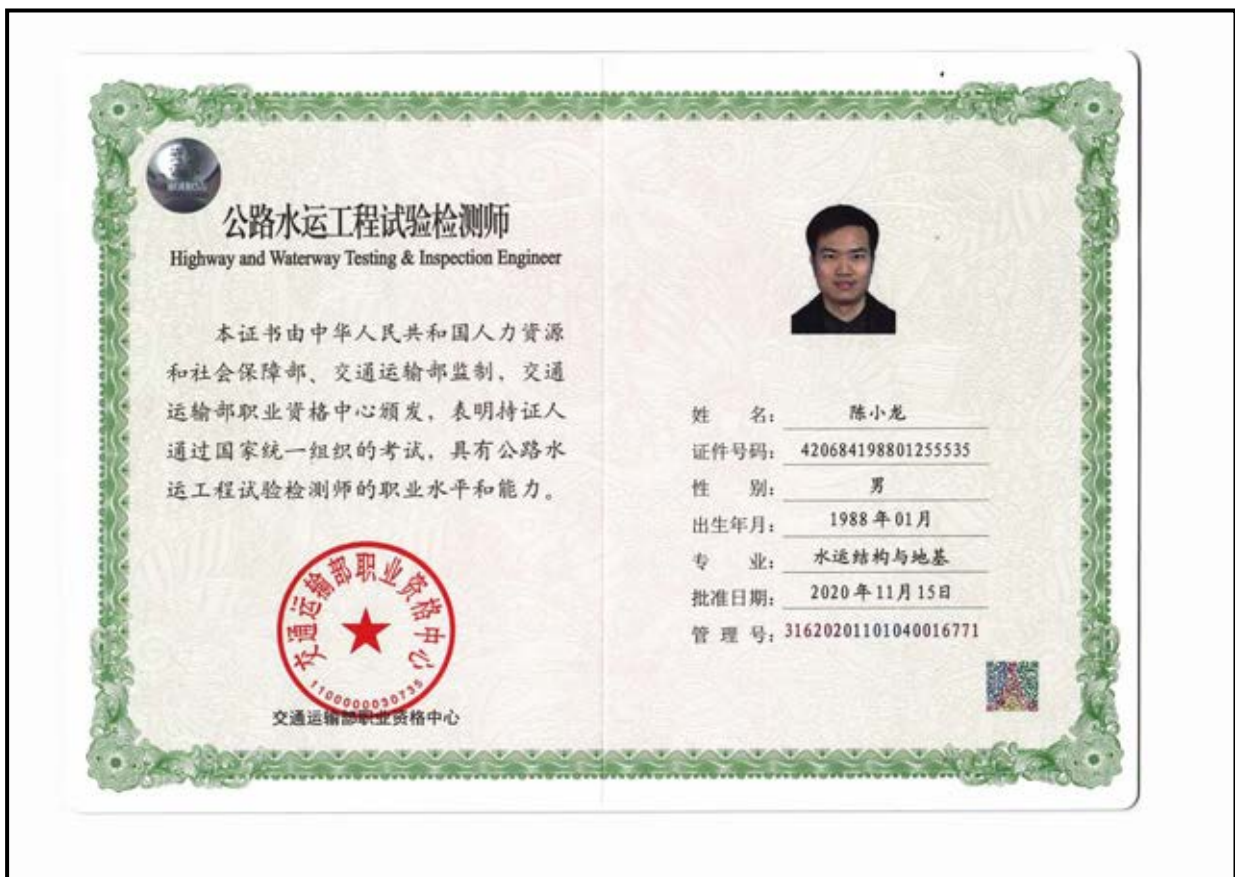 公路水运工程试验检测师
Highway and Waterway Testing & Inspection Engineer
本证书由中华人民共和国人力资源
和社会保障部、交通运输部监制，交通
运输部职业资格中心颁发，表明持证人
通过国家统一组织的考试，具有公路水
运工程试验检测师的职业水平和能力。
交通运输部职业资格中心
1100000030735
交通运输部职业资格中心
姓 名： 陈小龙
证件号码： 420684198801255535
性 别： 男
出生年月： 1988年01月
专 业： 水运结构与地基
批准日期： 2020年11月15日
管 理 号： 31620201101040016771